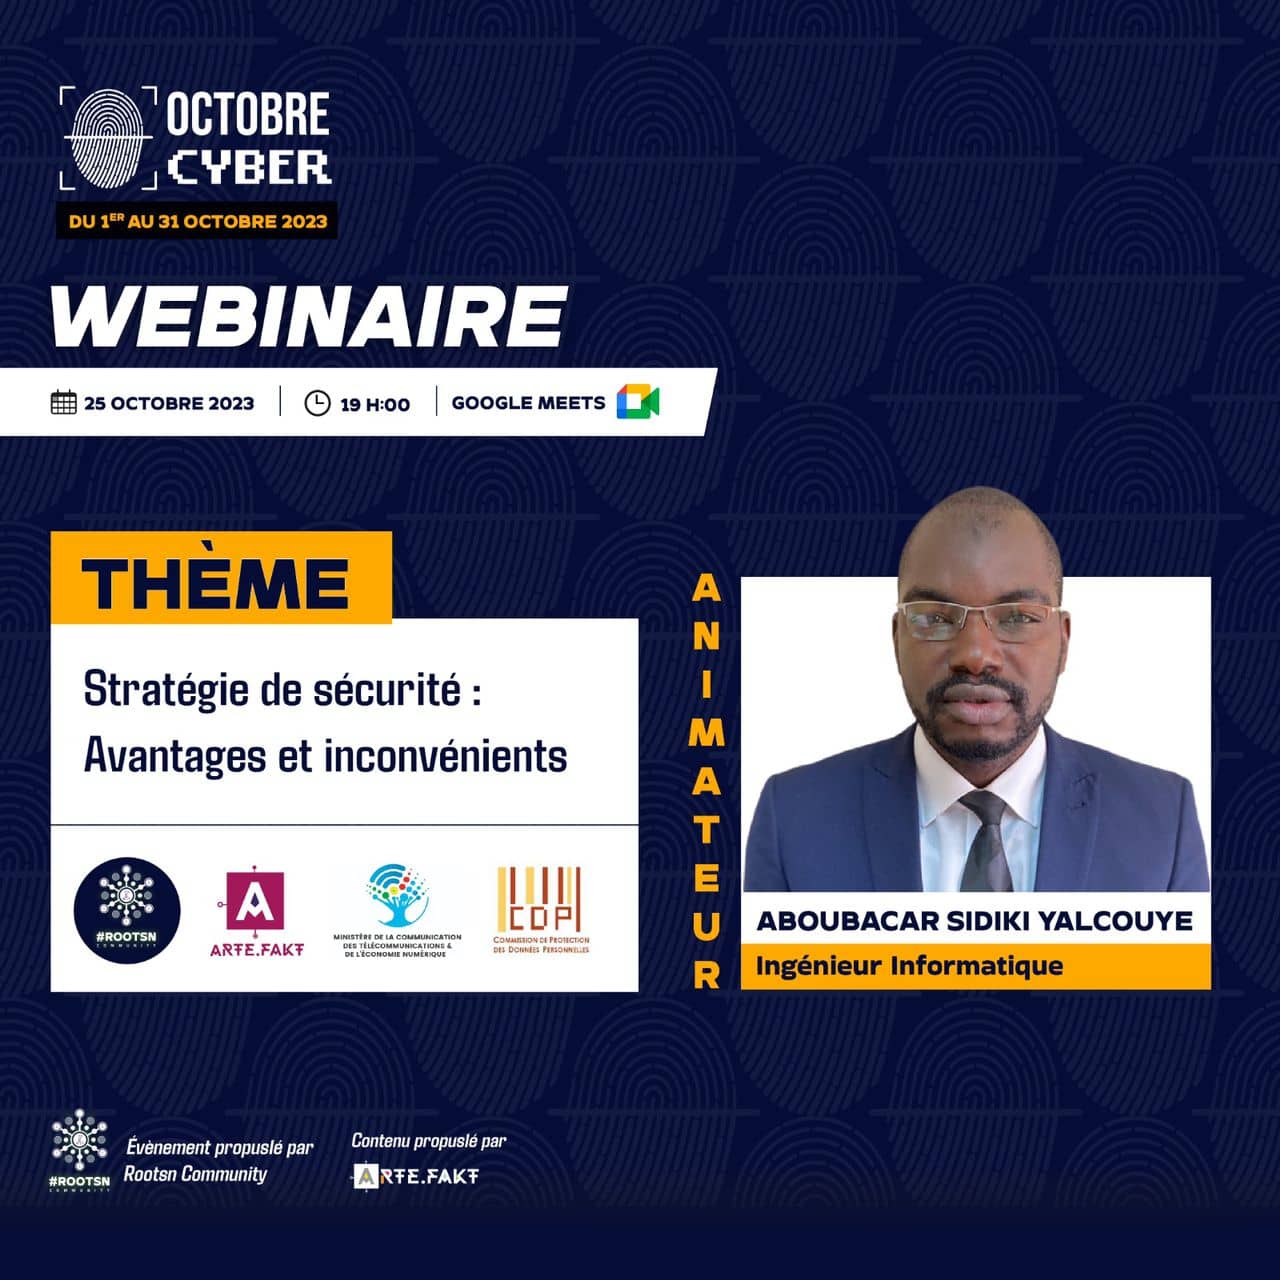 OCTOBRE
CYBER
DU 1ER AU 31 OCTOBRE 2023
WEBINAIRE
25 OCTOBRE 2023
19 H:00
GOOGLE MEETS
THÈME
Stratégie de sécurité :
Avantages et inconvénients
#ROOTSN
COMMUNITY
ARTE.FAKT
MINISTÈRE DE LA COMMUNICATION
DES TÉLÉCOMMUNICATIONS &
DE L'ÉCONOMIE NUMÉRIQUE
CDP
COMMISSION DE PROTECTION
DES DONNÉES PERSONNELLES
ANIMATEUR
ABOUBACAR SIDIKI YALCOUYE
Ingénieur Informatique
#ROOTSN
COMMUNITY
Évènement propuslé par
Rootsn Community
Contenu propuslé par
ARTE.FAKT